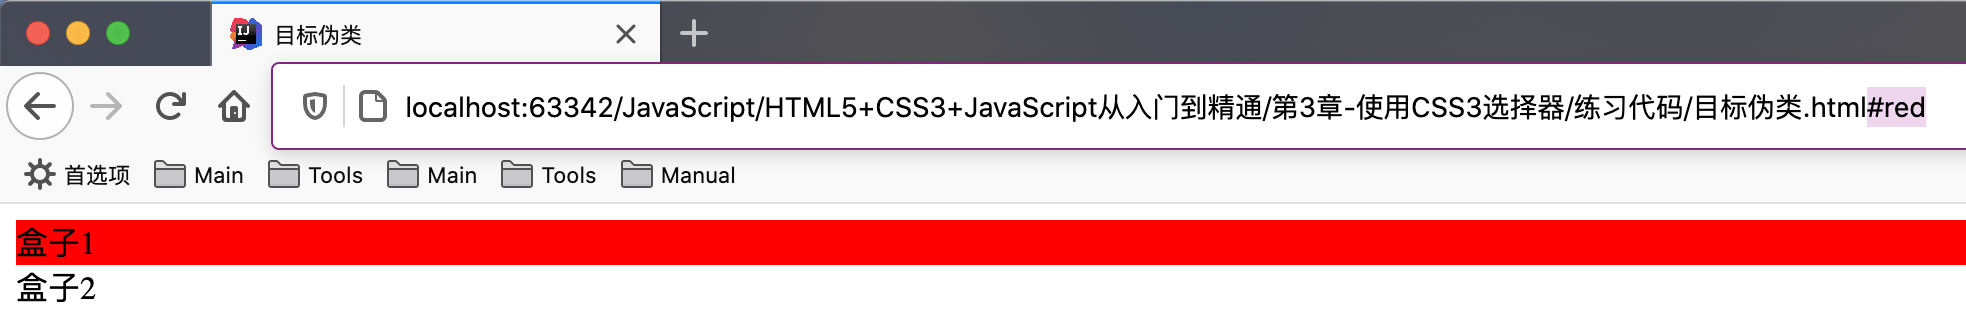 目标伪类
localhost:63342/JavaScript/HTML5+CSS3+JavaScript从入门到精通/第3章-使用CSS3选择器/练习代码/目标伪类.html#red
首选项 Main Tools Main Tools Manual
盒子1
盒子2